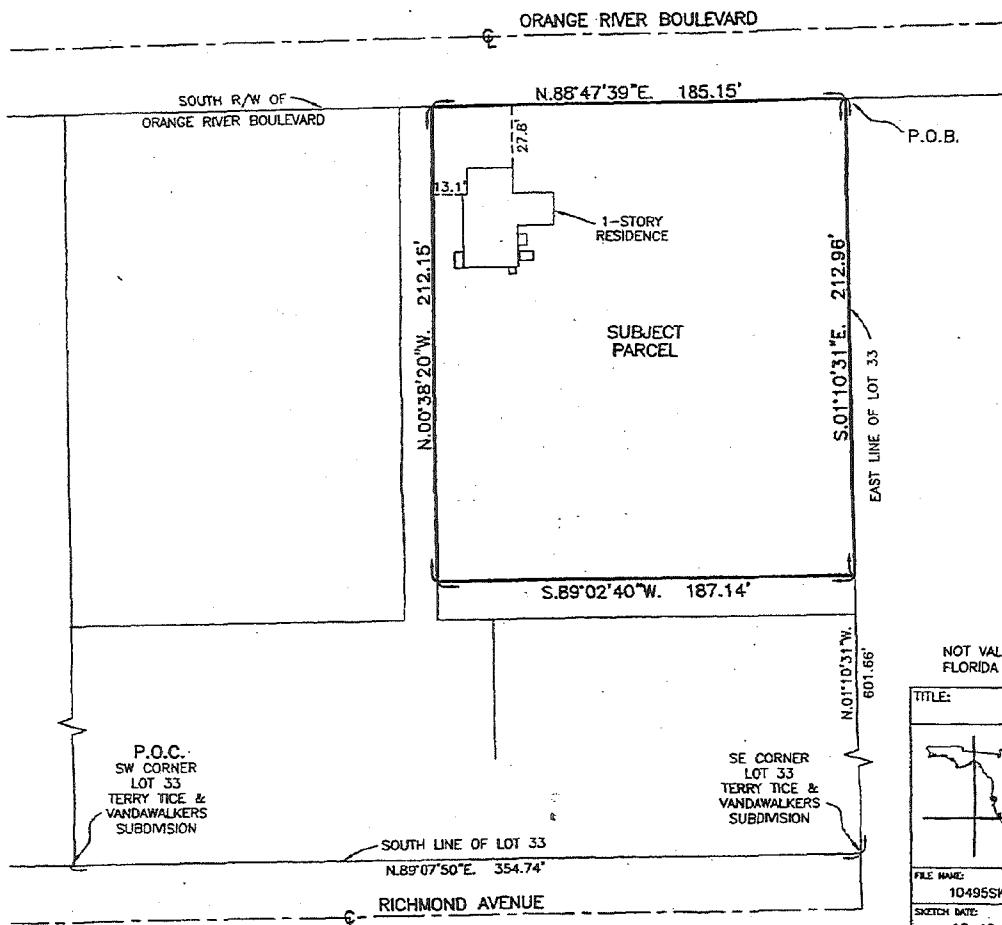 ORANGE RIVER BOULEVARD
SOUTH R/W OF
ORANGE RIVER BOULEVARD
N.88°47'39"E. 185.15'
P.O.B.
27.8'
13.1'
1-STORY
RESIDENCE
N.00°38'20"W. 212.15'
SUBJECT
PARCEL
S.01°10'31"E. 212.96'
EAST LINE OF LOT 33
S.89°02'40"W. 187.14'
N.01°10'31"W.
601.66'
NOT VAL
FLORIDA
TITLE:
P.O.C.
SW CORNER
LOT 33
TERRY TICE &
VANDAWALKERS
SUBDIVISION
SE CORNER
LOT 33
TERRY TICE &
VANDAWALKERS
SUBDIVISION
SOUTH LINE OF LOT 33
N.89°07'50"E. 354.74'
RICHMOND AVENUE
FILE NAME:
10495SK
SKETCH DATE: